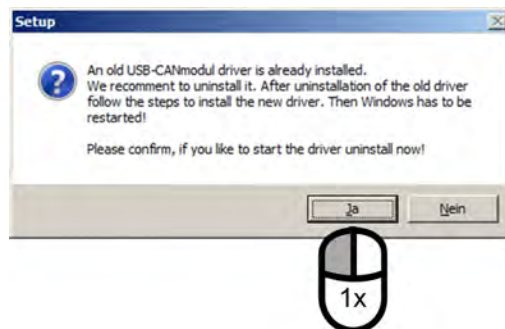 Setup
An old USB-CANmodul driver is already installed.
We recomment to uninstall it. After uninstallation of the old driver
follow the steps to install the new driver. Then Windows has to be
restarted!
Please confirm, if you like to start the driver uninstall now!
Ja
Nein
1x